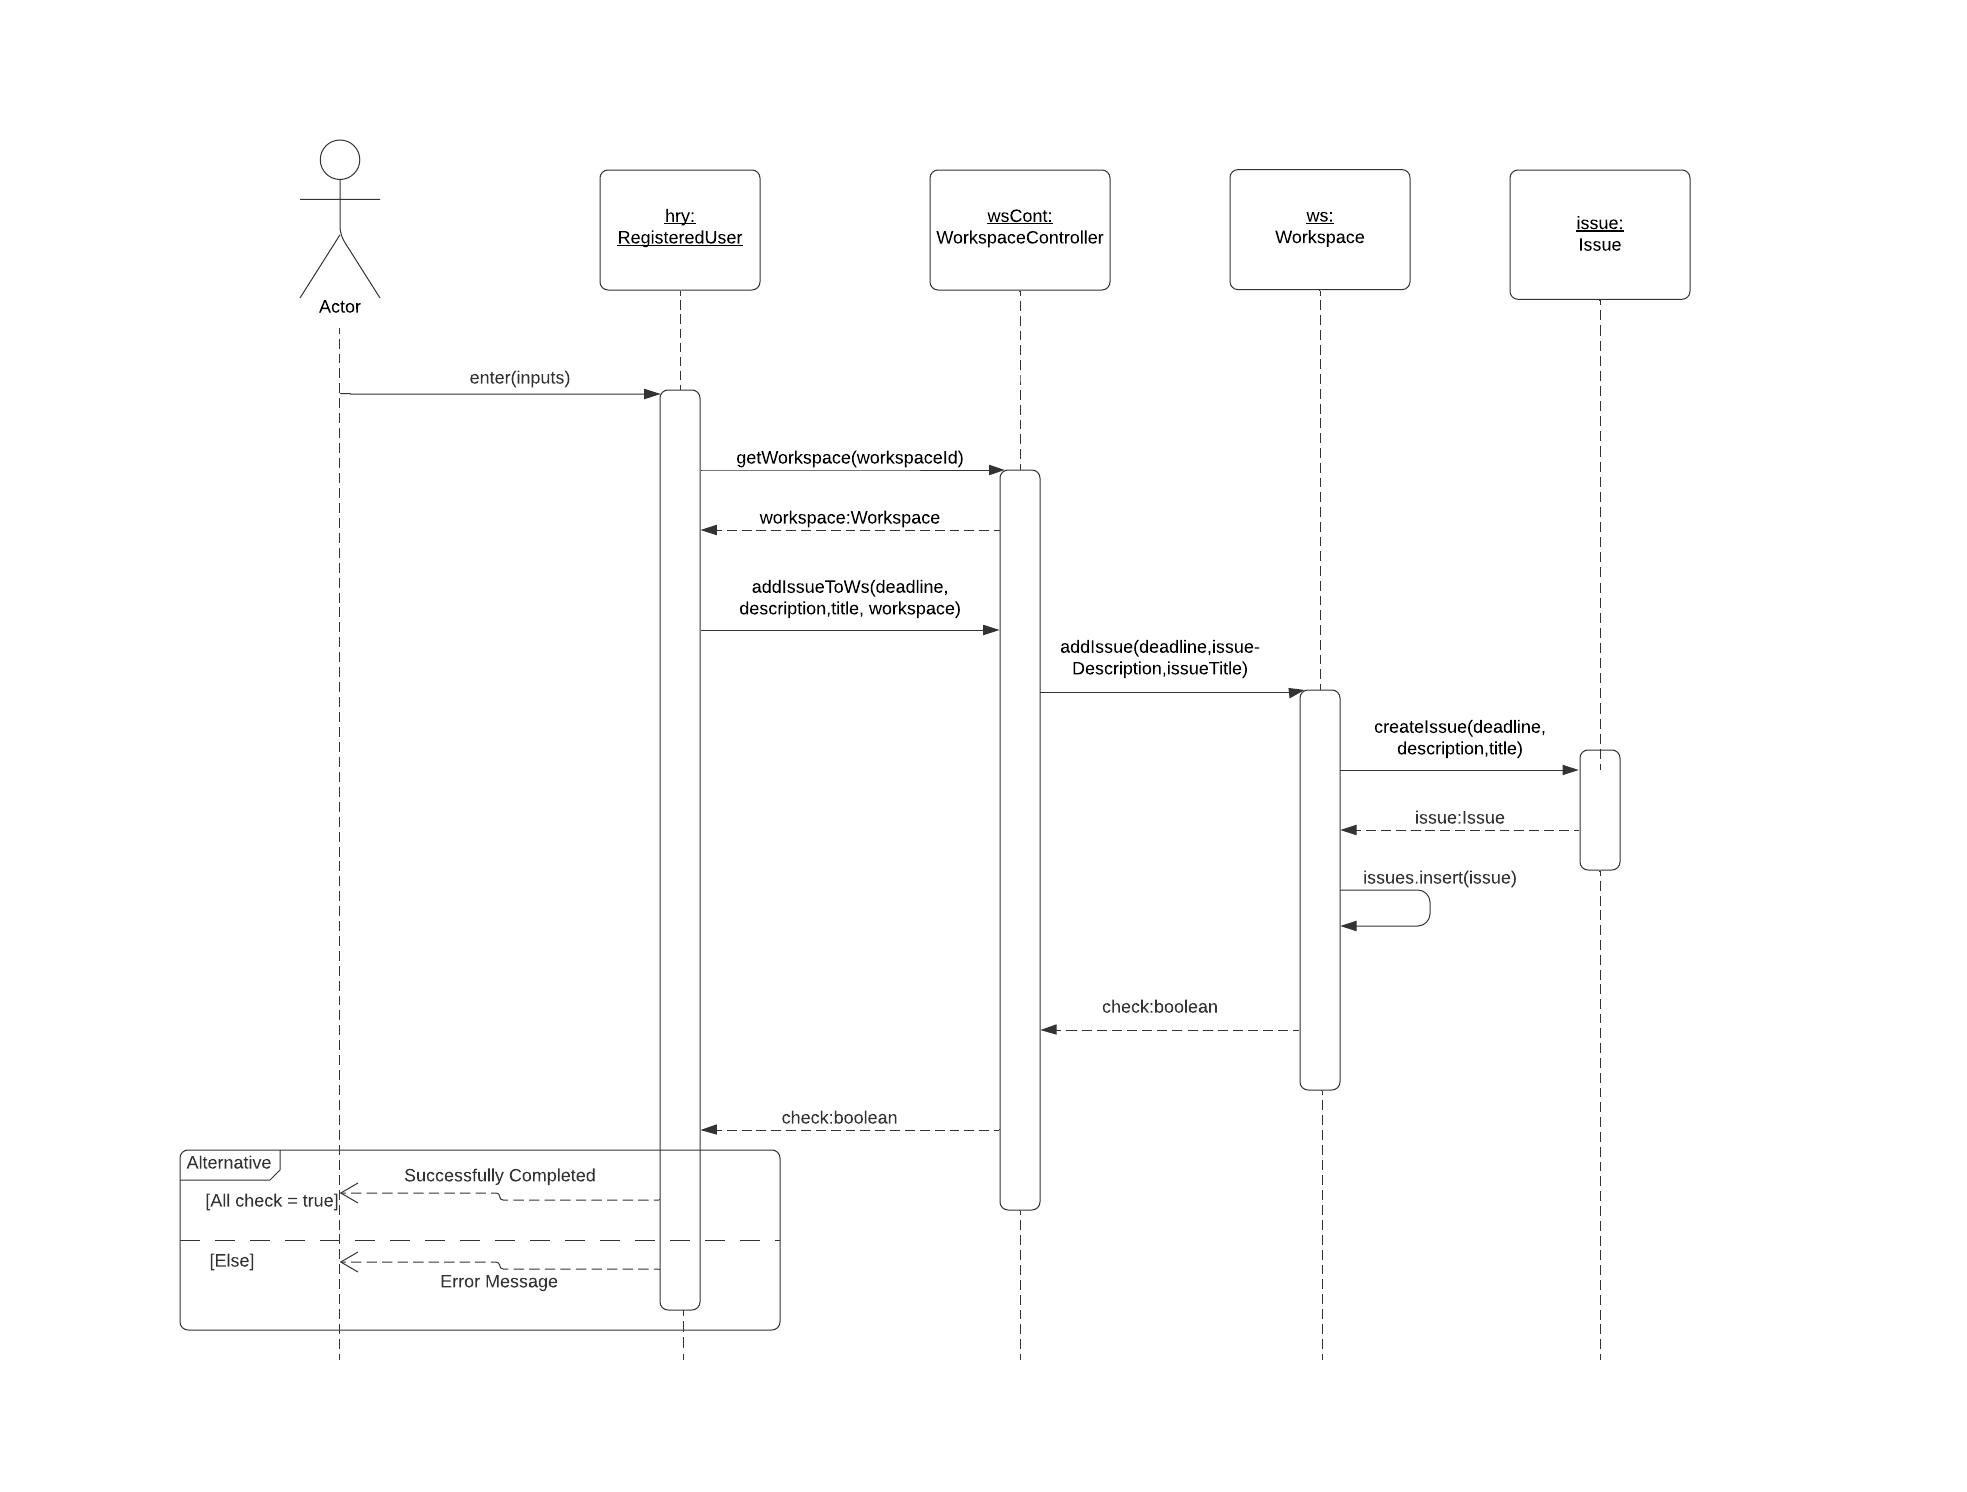 hry:
RegisteredUser
wsCont:
WorkspaceController
ws:
Workspace
issue:
Issue
Actor
enter(inputs)
getWorkspace(workspaceId)
workspace:Workspace
addIssueToWs(deadline,
description,title, workspace)
addIssue(deadline,issue-
Description,issueTitle)
createIssue(deadline,
description,title)
issue:Issue
issues.insert(issue)
check:boolean
check:boolean
Alternative
Successfully Completed
[All check = true]
[Else]
Error Message